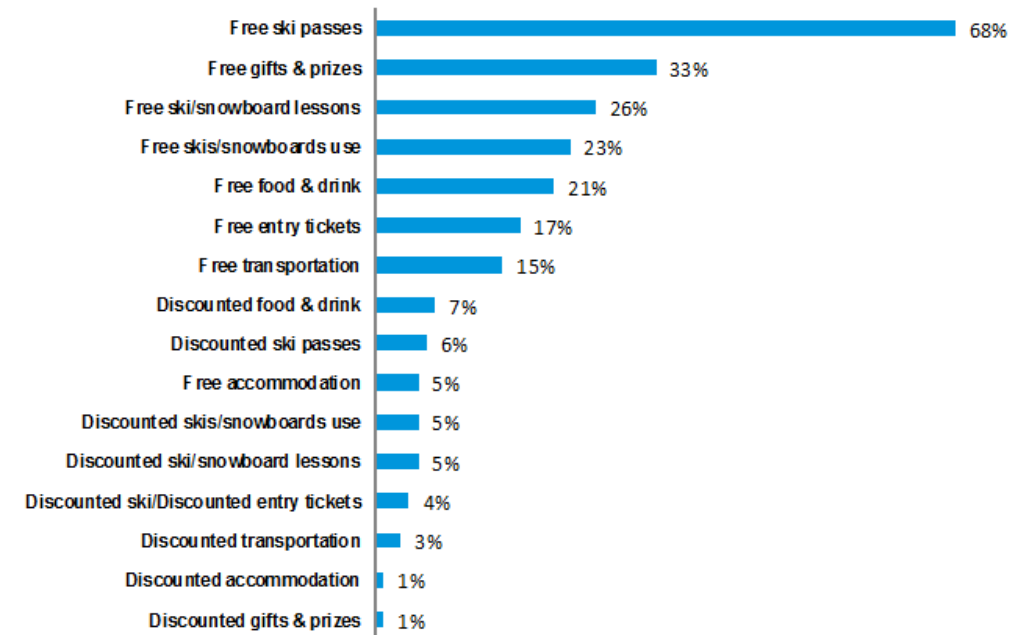 Free ski passes 68%
Free gifts & prizes 33%
Free ski/snowboard lessons 26%
Free skis/snowboards use 23%
Free food & drink 21%
Free entry tickets 17%
Free transportation 15%
Discounted food & drink 7%
Discounted ski passes 6%
Free accommodation 5%
Discounted skis/snowboards use 5%
Discounted ski/snowboard lessons 5%
Discounted ski/Discounted entry tickets 4%
Discounted transportation 3%
Discounted accommodation 1%
Discounted gifts & prizes 1%